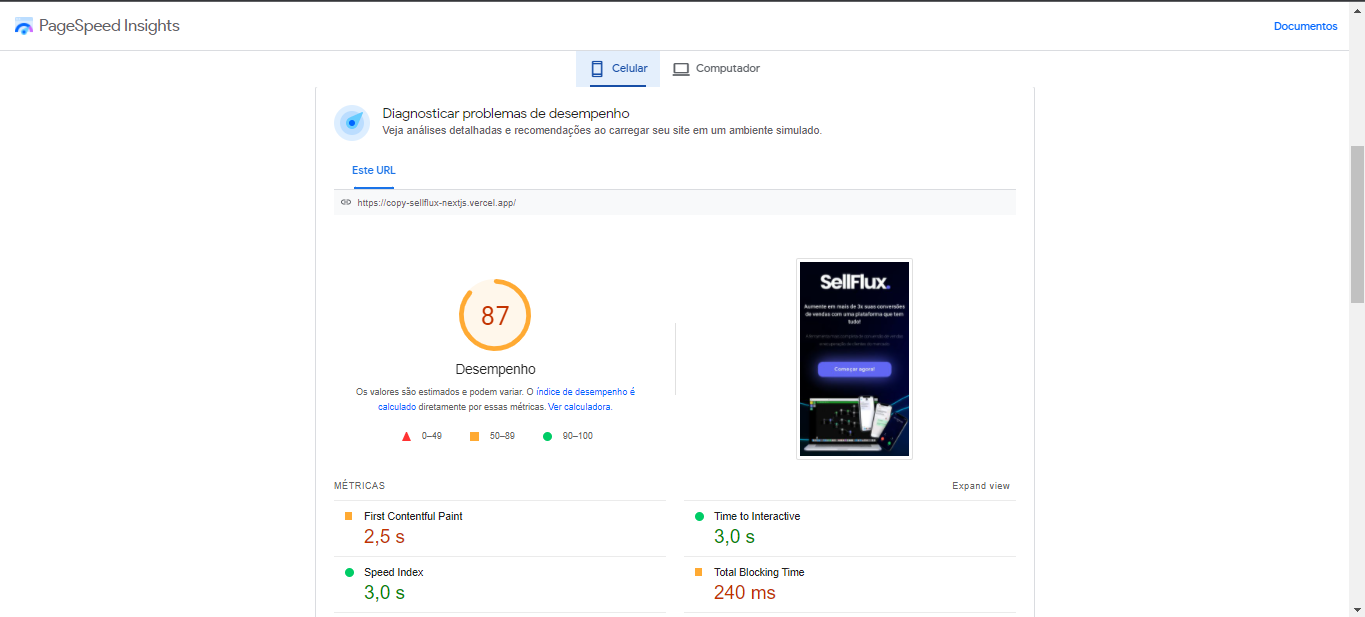 PageSpeed Insights
Documentos
Celular
Computador
Diagnosticar problemas de desempenho
Veja análises detalhadas e recomendações ao carregar seu site em um ambiente simulado.
Este URL
https://copy-sellflux-nextjs.vercel.app/
87
Desempenho
Os valores são estimados e podem variar. O índice de desempenho é
calculado diretamente por essas métricas. Ver calculadora.
0–49
50–89
90–100
SellFlux.
Aumente em mais de 3x suas conversões
de vendas com uma plataforma que tem
tudo!
Começar agora!
MÉTRICAS
Expand view
First Contentful Paint
2,5 s
Time to Interactive
3,0 s
Speed Index
3,0 s
Total Blocking Time
240 ms